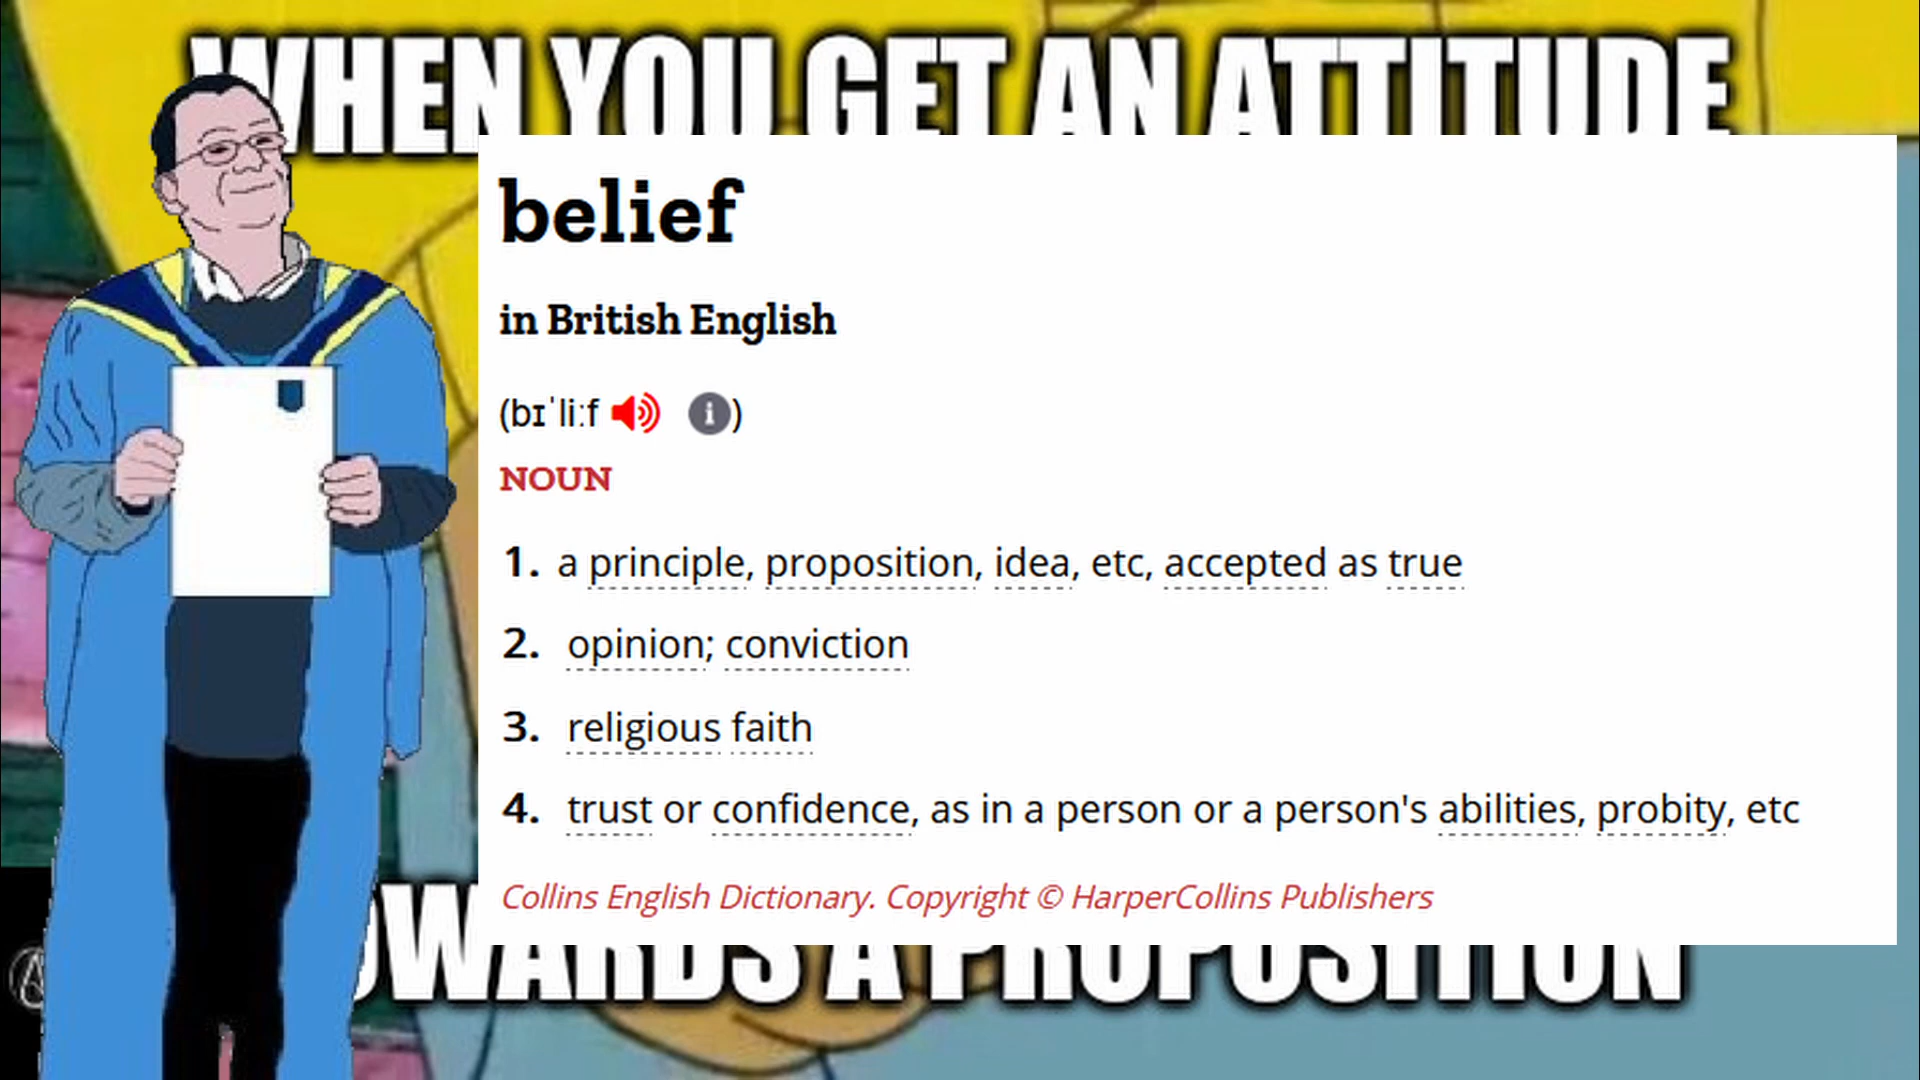 WHEN YOU GET AN ATTITUDE
belief
in British English
(bɪˈliːf)
NOUN
1. a principle, proposition, idea, etc, accepted as true
2. opinion; conviction
3. religious faith
4. trust or confidence, as in a person or a person's abilities, probity, etc
Collins English Dictionary. Copyright © HarperCollins Publishers
OWARDS A PROPOSITION